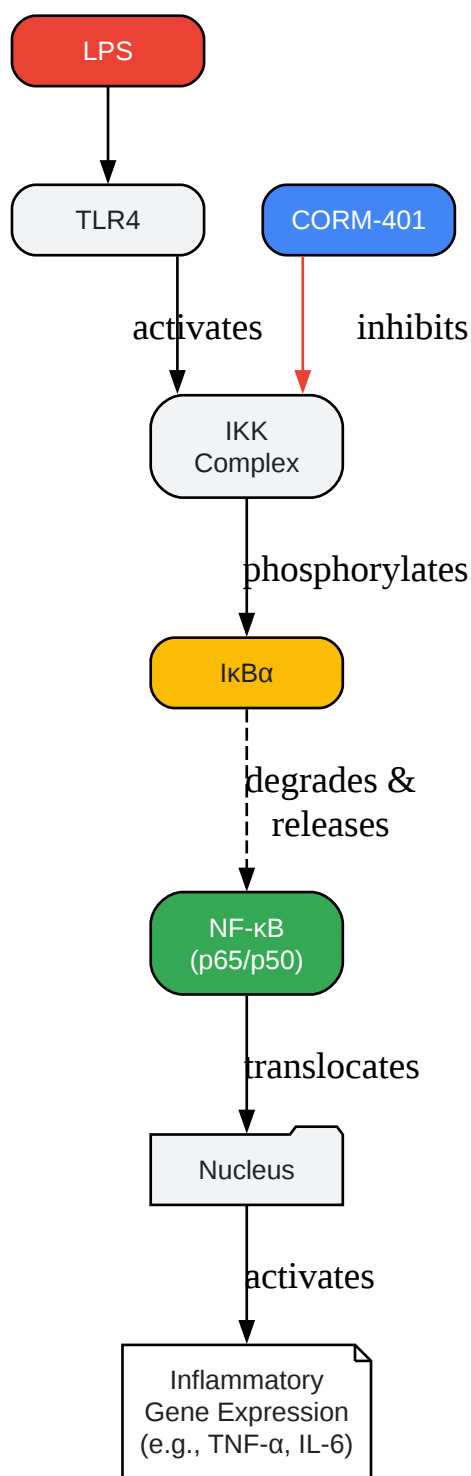 LPS
TLR4
CORM-401
activates
inhibits
IKK
Complex
phosphorylates
IκBα
degrades &
releases
NF-κB
(p65/p50)
translocates
Nucleus
activates
Inflammatory
Gene Expression
(e.g., TNF-α, IL-6)